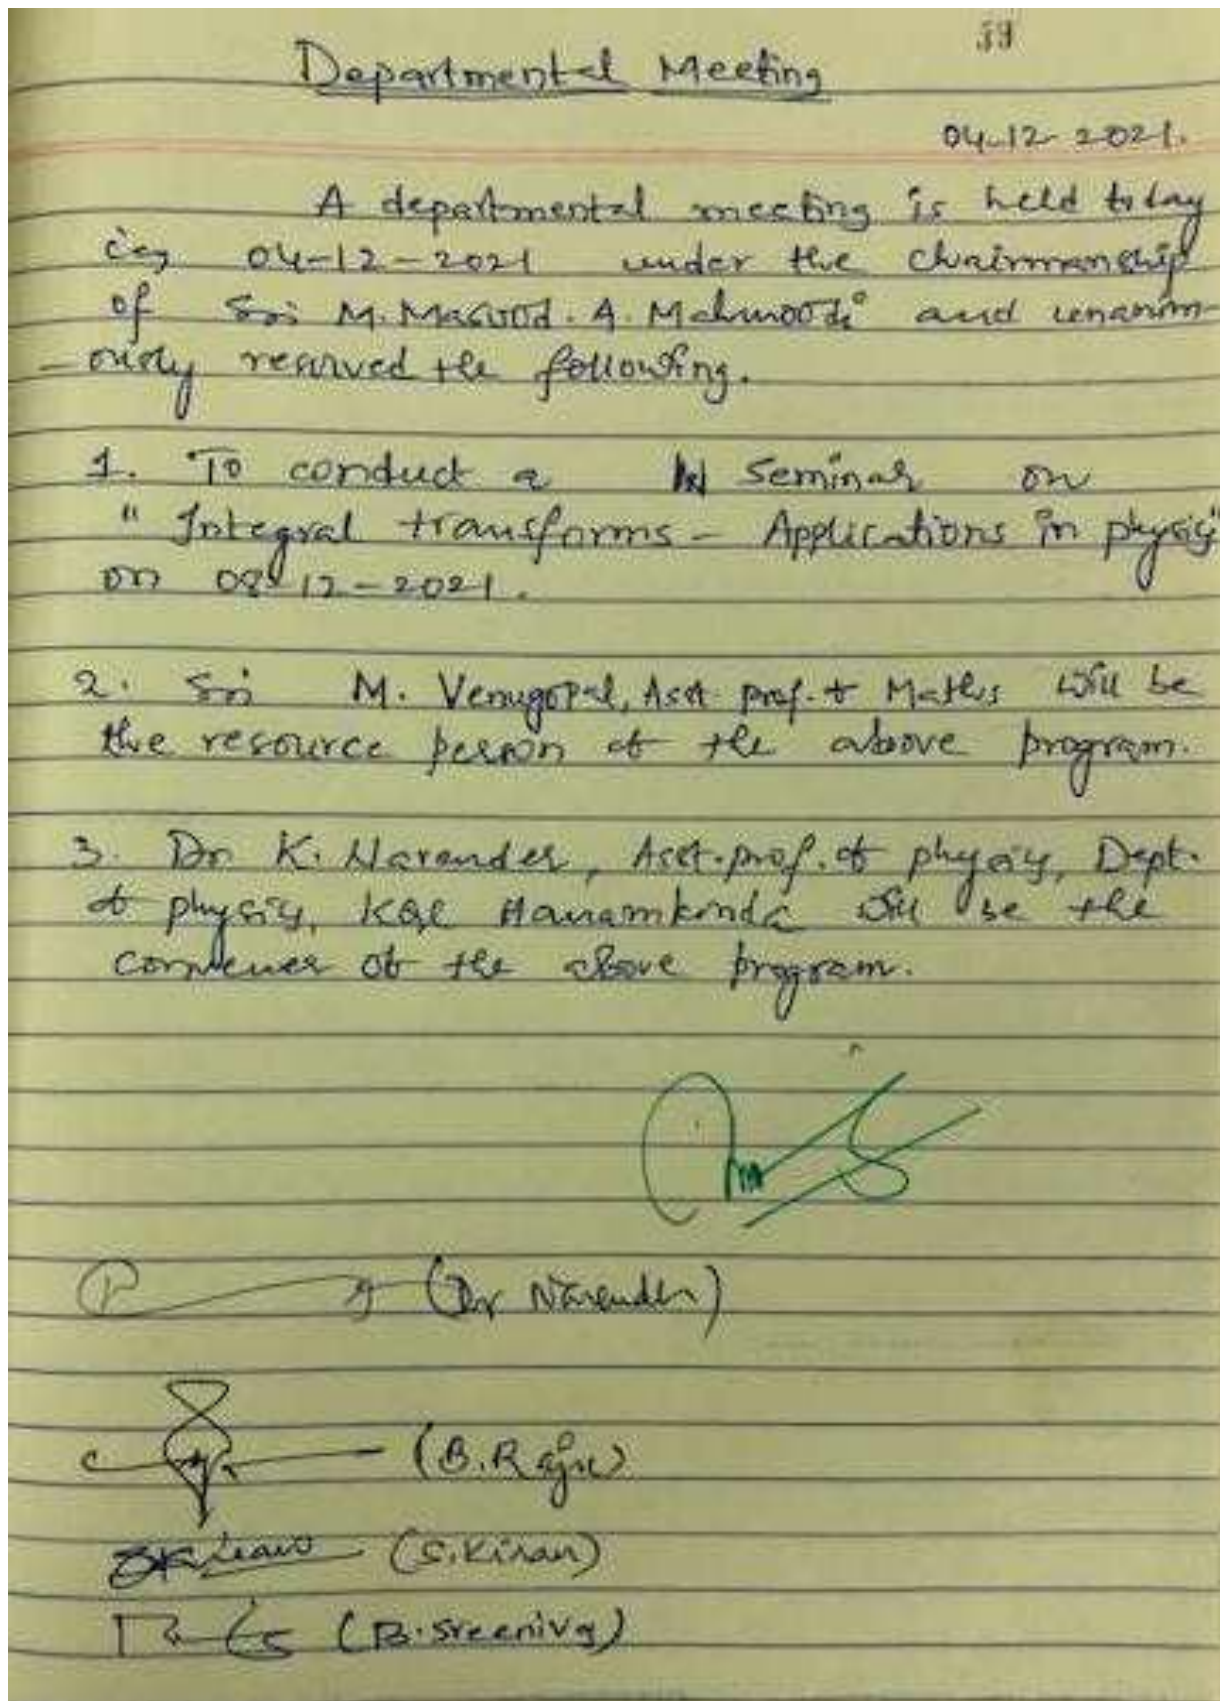 59
Departmental Meeting
04-12-2021.
A departmental meeting is held today
i.e, 04-12-2021 under the chairmanship
of Sri M. Masood. A. Mahmoodi and unanim-
-ously resolved the following.
1. To conduct a seminar on
"Integral transforms - Applications in physics"
on 08-12-2021.
2. Sri M. Venugopal, Asst. prof. of Maths will be
the resource person of the above program.
3. Dr K. Narender, Asst. prof. of physics, Dept.
of physics, KGC Hanamkonda will be the
convener of the above program.
(Dr Narender)
(B. Raju)
(S. Kiran)
(B. Sreenivas)